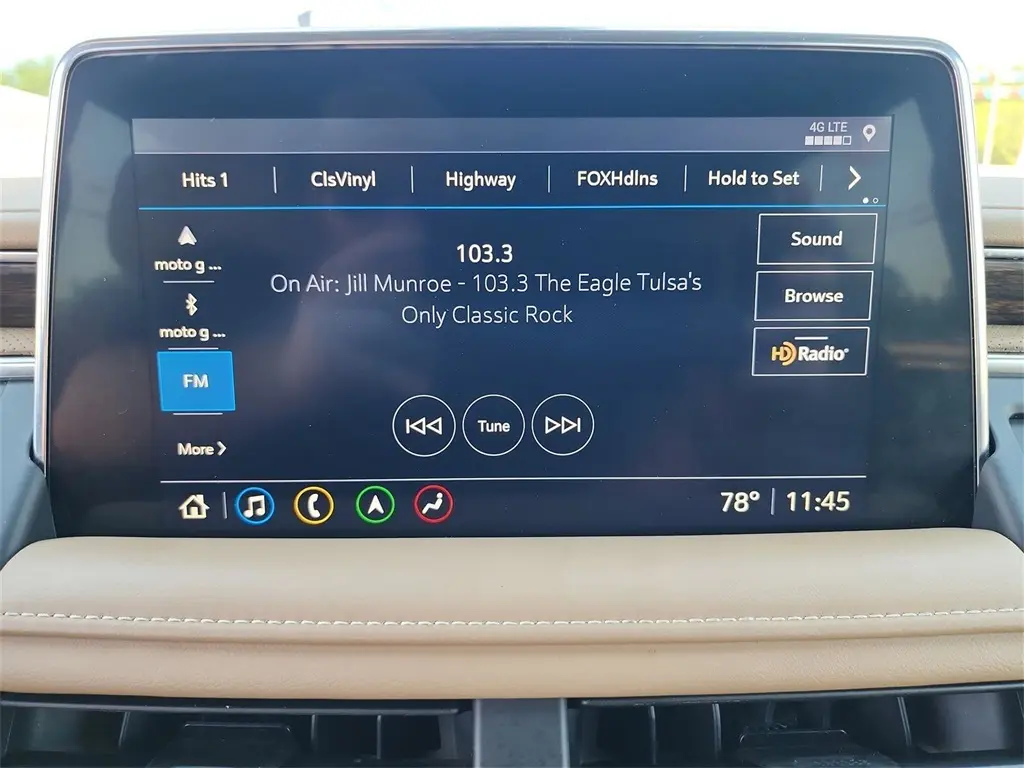 4G LTE
Hits 1 ClsVinyl Highway FOXHdlns Hold to Set
moto g ...
moto g ...
FM
More
103.3
On Air: Jill Munroe - 103.3 The Eagle Tulsa's
Only Classic Rock
Tune
Sound
Browse
HD Radio®
78° 11:45